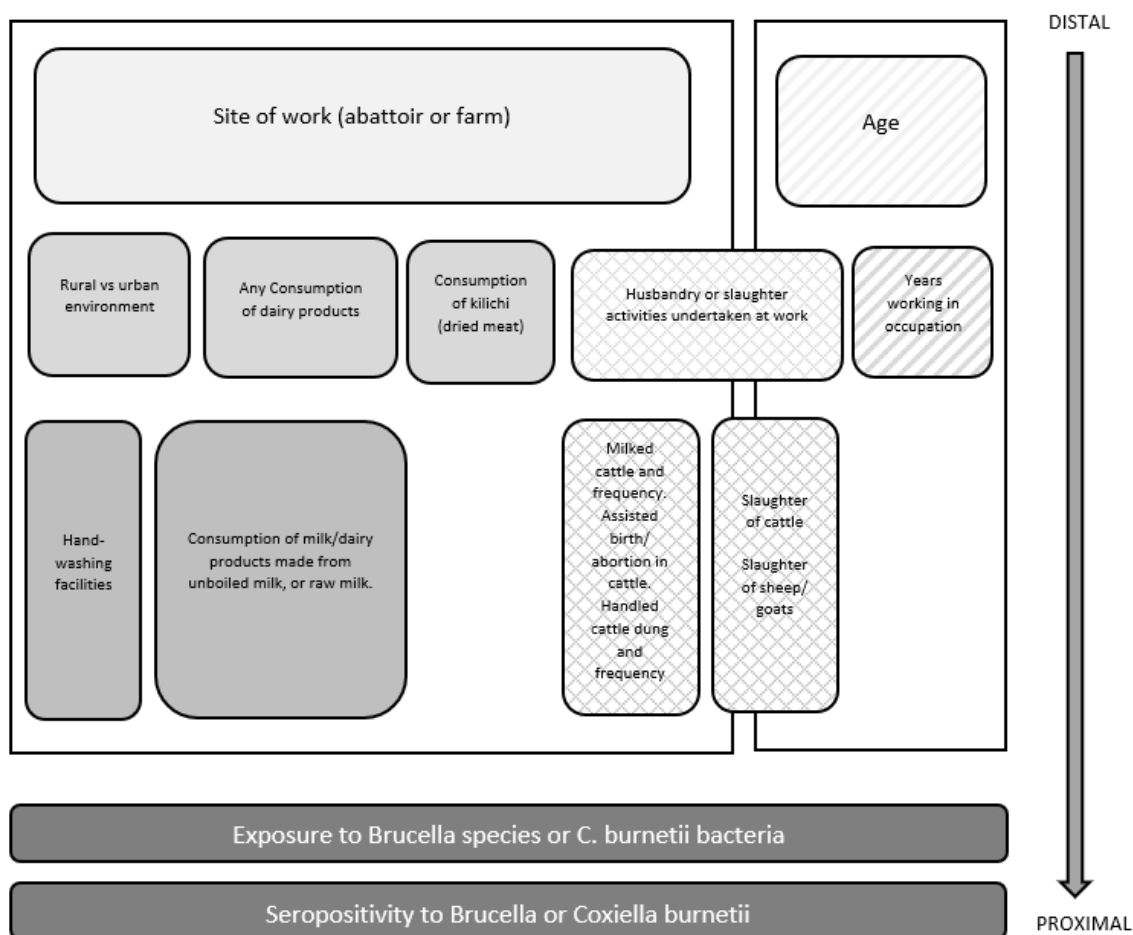 DISTAL
Site of work (abattoir or farm)
Age
Rural vs urban
environment
Any Consumption
of dairy products
Consumption
of kilichi
(dried meat)
Husbandry or slaughter
activities undertaken at work
Years
working in
occupation
Hand-
washing
facilities
Consumption of milk/dairy
products made from
unboiled milk, or raw milk.
Milked
cattle and
frequency.
Assisted
birth/
abortion in
cattle.
Handled
cattle dung
and
frequency
Slaughter
of cattle
Slaughter
of sheep/
goats
Exposure to Brucella species or C. burnetii bacteria
Seropositivity to Brucella or Coxiella burnetii
PROXIMAL